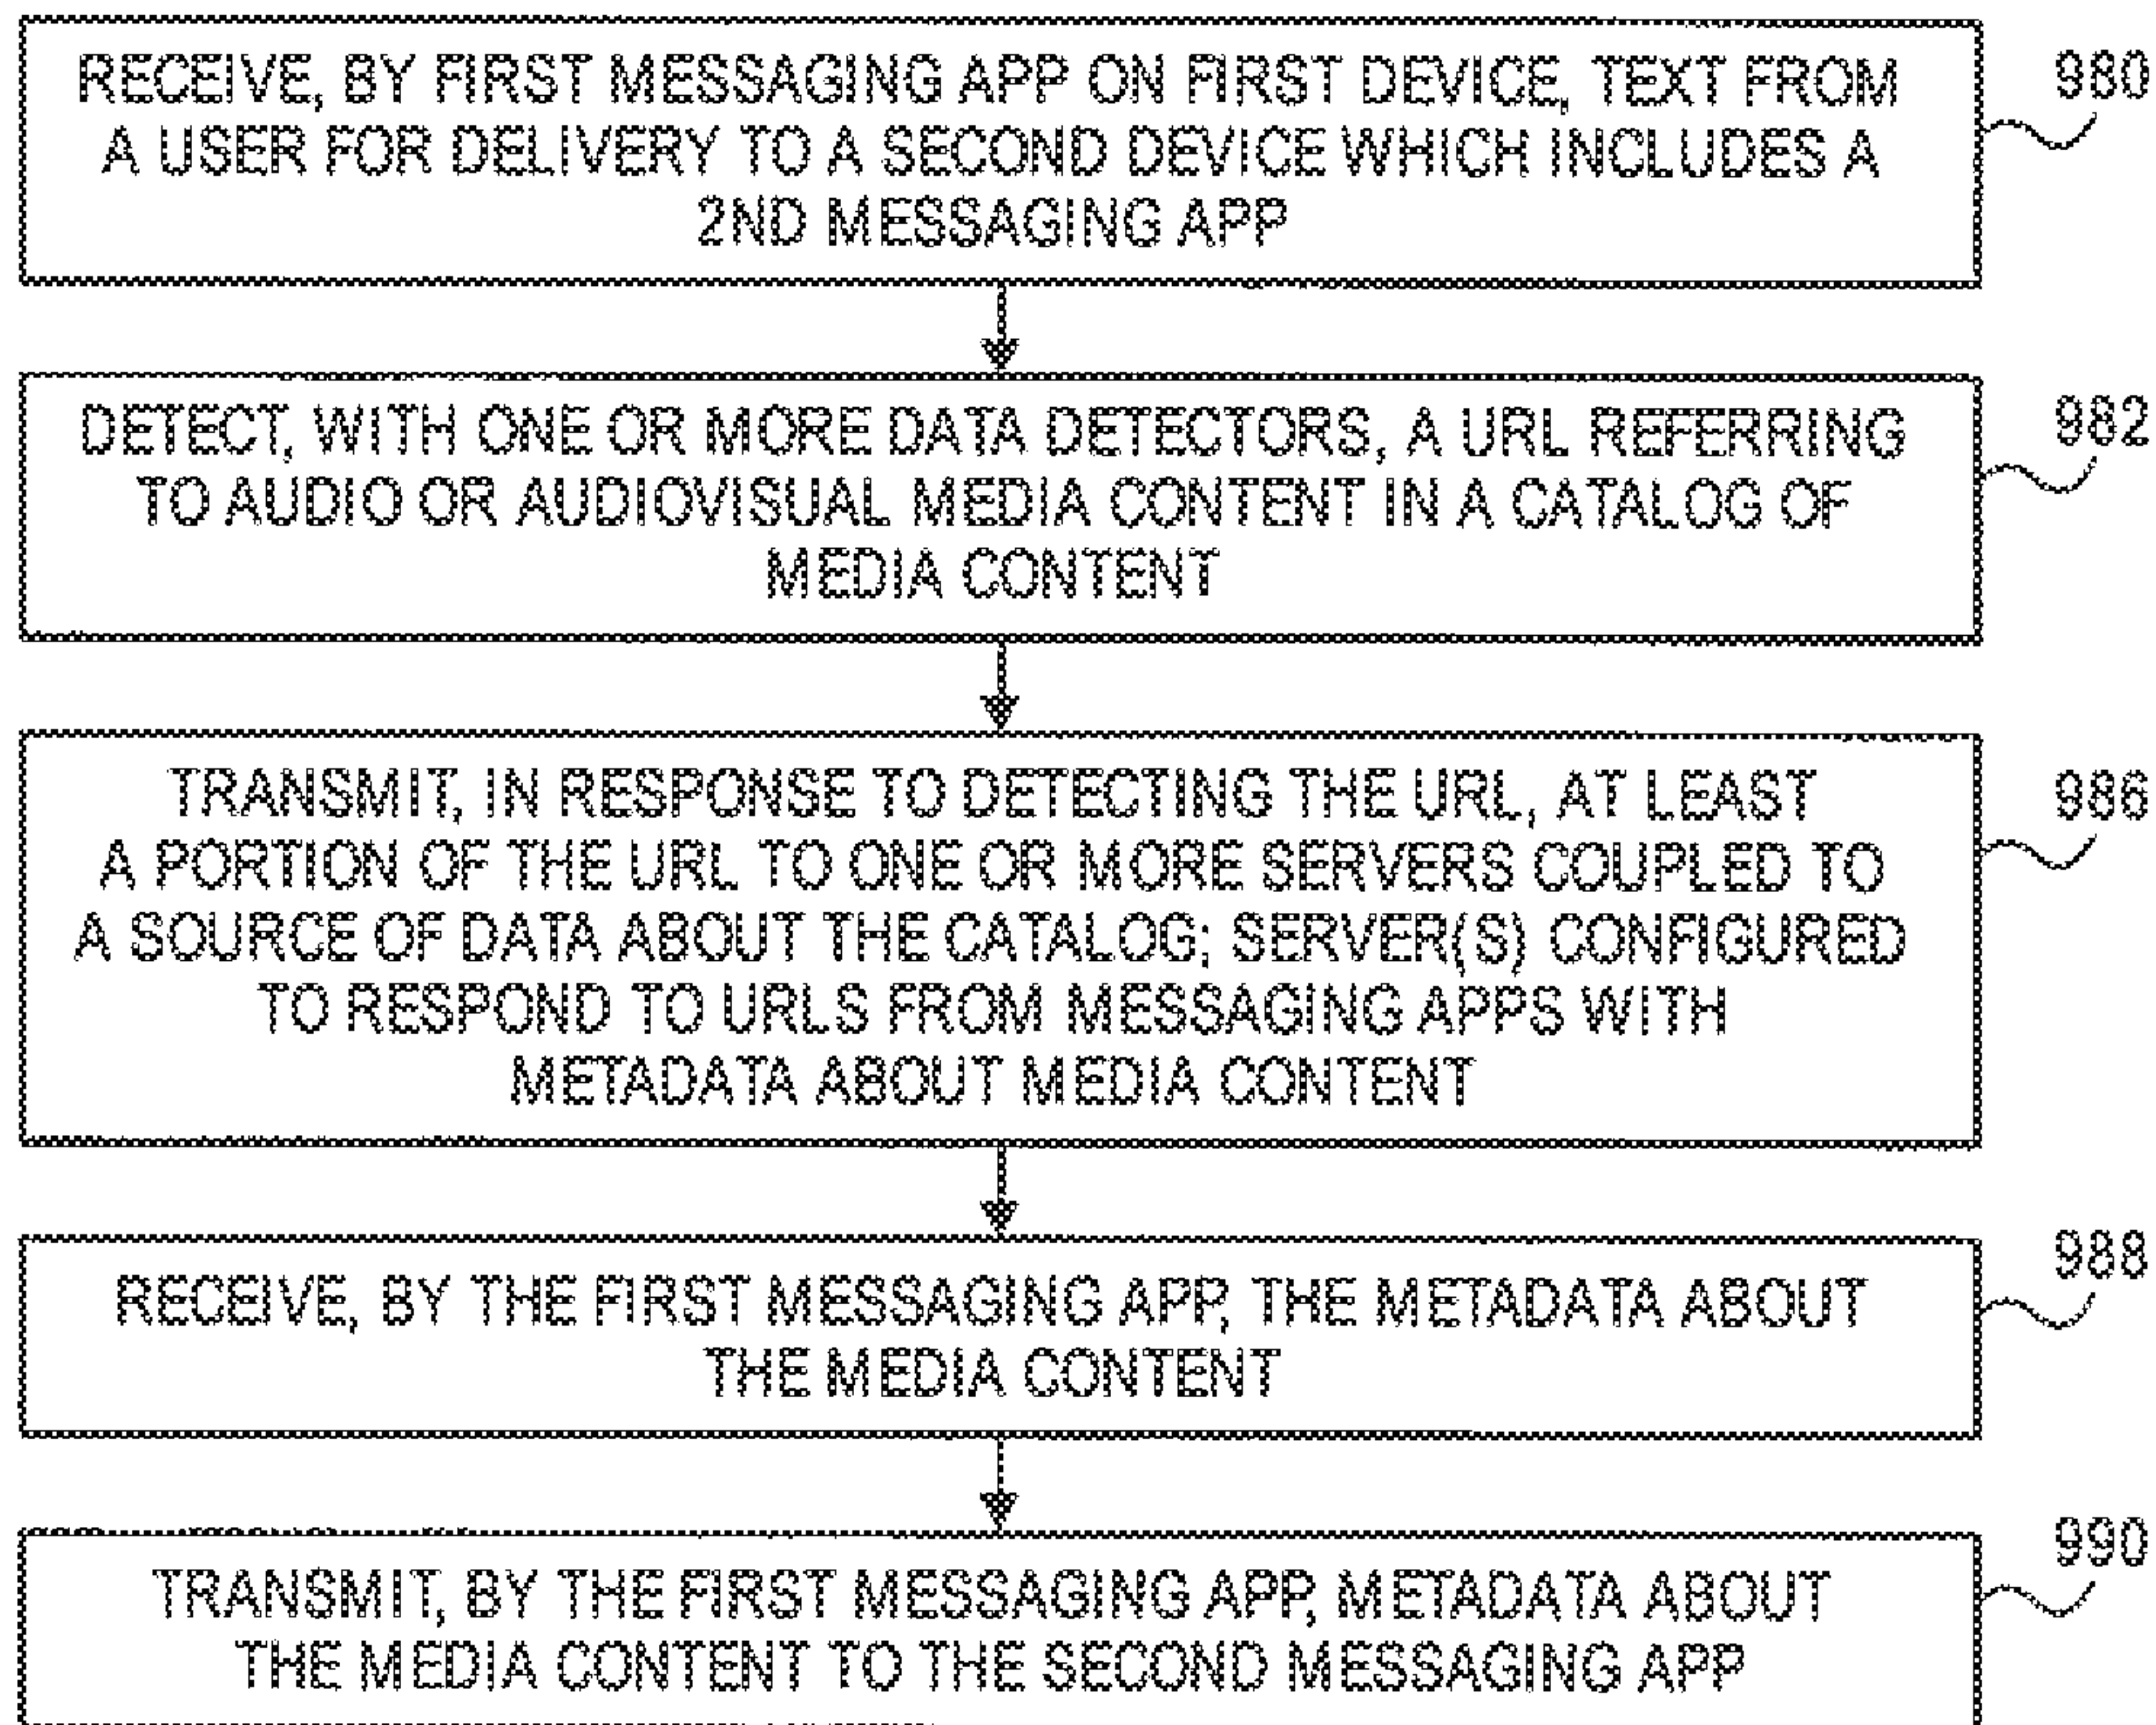 RECEIVE, BY FIRST MESSAGING APP ON FIRST DEVICE, TEXT FROM
A USER FOR DELIVERY TO A SECOND DEVICE WHICH INCLUDES A
2ND MESSAGING APP
980
DETECT, WITH ONE OR MORE DATA DETECTORS, A URL REFERRING
TO AUDIO OR AUDIOVISUAL MEDIA CONTENT IN A CATALOG OF
MEDIA CONTENT
982
TRANSMIT, IN RESPONSE TO DETECTING THE URL, AT LEAST
A PORTION OF THE URL TO ONE OR MORE SERVERS COUPLED TO
A SOURCE OF DATA ABOUT THE CATALOG; SERVER(S) CONFIGURED
TO RESPOND TO URLS FROM MESSAGING APPS WITH
METADATA ABOUT MEDIA CONTENT
986
RECEIVE, BY THE FIRST MESSAGING APP, THE METADATA ABOUT
THE MEDIA CONTENT
988
TRANSMIT, BY THE FIRST MESSAGING APP, METADATA ABOUT
THE MEDIA CONTENT TO THE SECOND MESSAGING APP
990